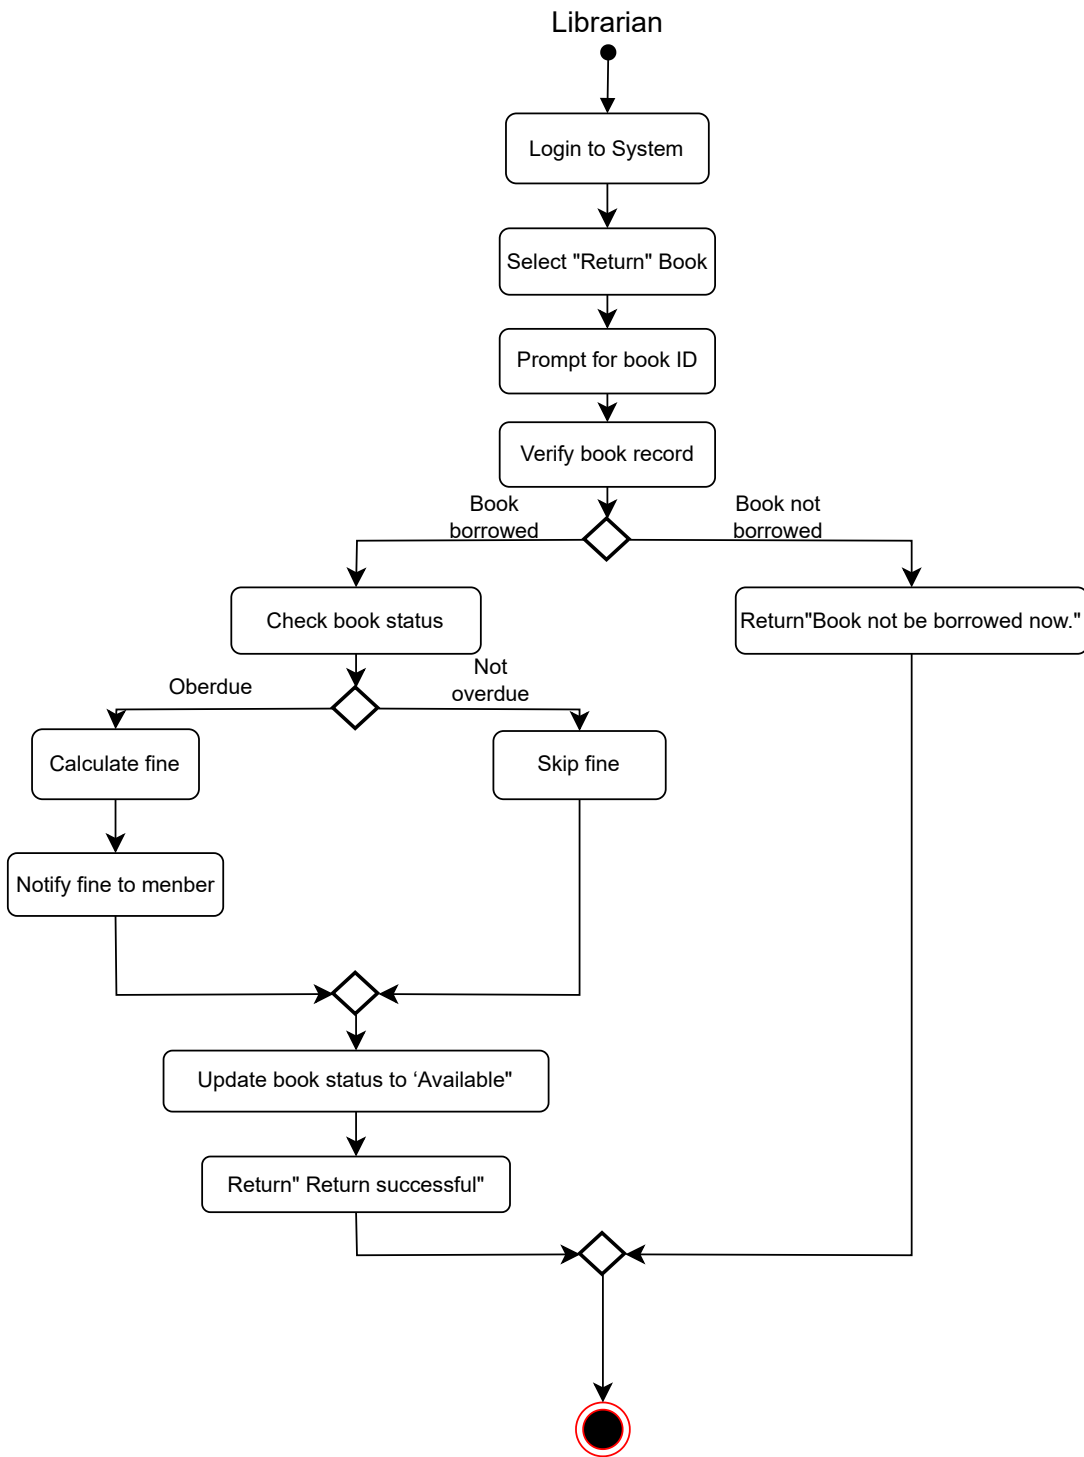 Librarian
Login to System
Select "Return" Book
Prompt for book ID
Verify book record
Book
borrowed
Book not
borrowed
Check book status
Return"Book not be borrowed now."
Oberdue
Not
overdue
Calculate fine
Skip fine
Notify fine to menber
Update book status to ‘Available"
Return" Return successful"